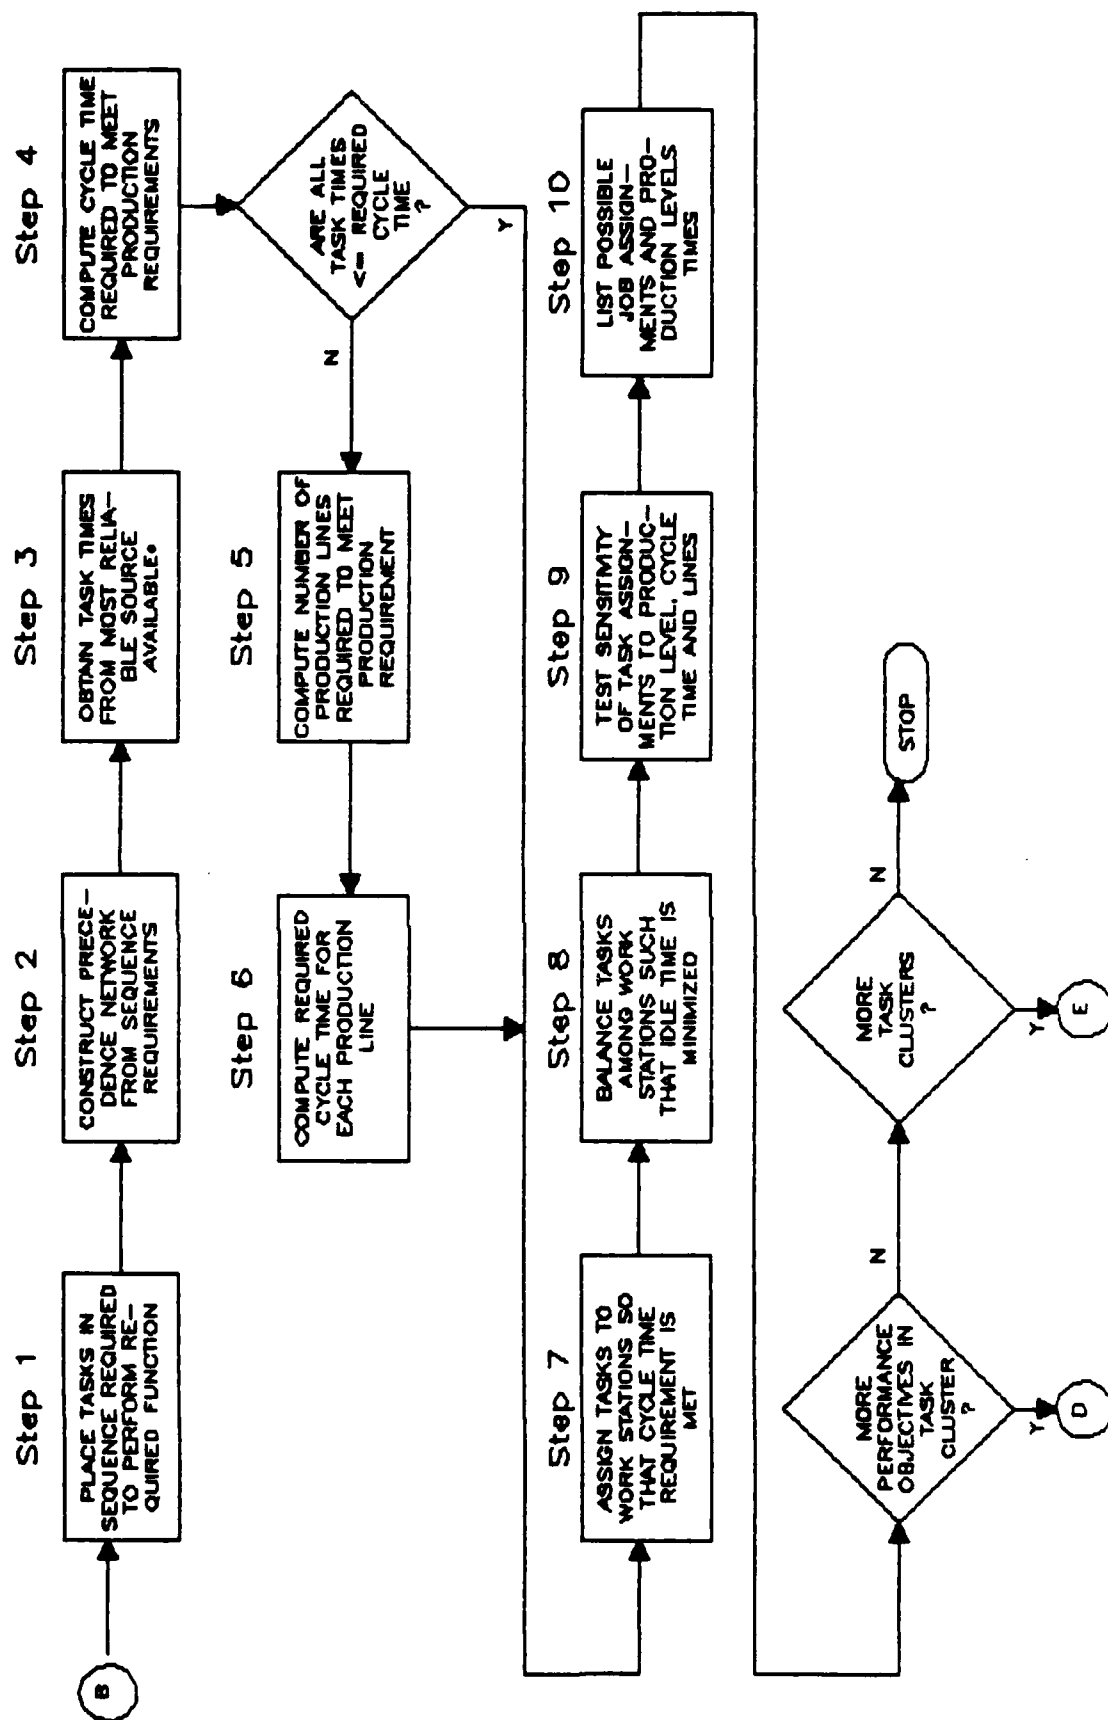 B
Step 1
PLACE TASKS IN
SEQUENCE REQUIRED
TO PERFORM RE-
QUIRED FUNCTION
Step 2
CONSTRUCT PRECE-
DENCE NETWORK
FROM SEQUENCE
REQUIREMENTS
Step 3
OBTAIN TASK TIMES
FROM MOST RELIA-
BLE SOURCE
AVAILABLE.
Step 4
COMPUTE CYCLE TIME
REQUIRED TO MEET
PRODUCTION
REQUIREMENTS
ARE ALL
TASK TIMES
<= REQUIRED
CYCLE
TIME
?
N
Y
Step 5
COMPUTE NUMBER OF
PRODUCTION LINES
REQUIRED TO MEET
PRODUCTION
REQUIREMENT
Step 6
COMPUTE REQUIRED
CYCLE TIME FOR
EACH PRODUCTION
LINE
Step 7
ASSIGN TASKS TO
WORK STATIONS SO
THAT CYCLE TIME
REQUIREMENT IS
MET
Step 8
BALANCE TASKS
AMONG WORK
STATIONS SUCH
THAT IDLE TIME IS
MINIMIZED
Step 9
TEST SENSITIVITY
OF TASK ASSIGN-
MENTS TO PRODUC-
TION LEVEL, CYCLE
TIME AND LINES
Step 10
LIST POSSIBLE
JOB ASSIGN-
MENTS AND PRO-
DUCTION LEVELS
TIMES
MORE
PERFORMANCE
OBJECTIVES IN
TASK
CLUSTER
?
Y
D
N
MORE
TASK
CLUSTERS
?
Y
E
N
STOP